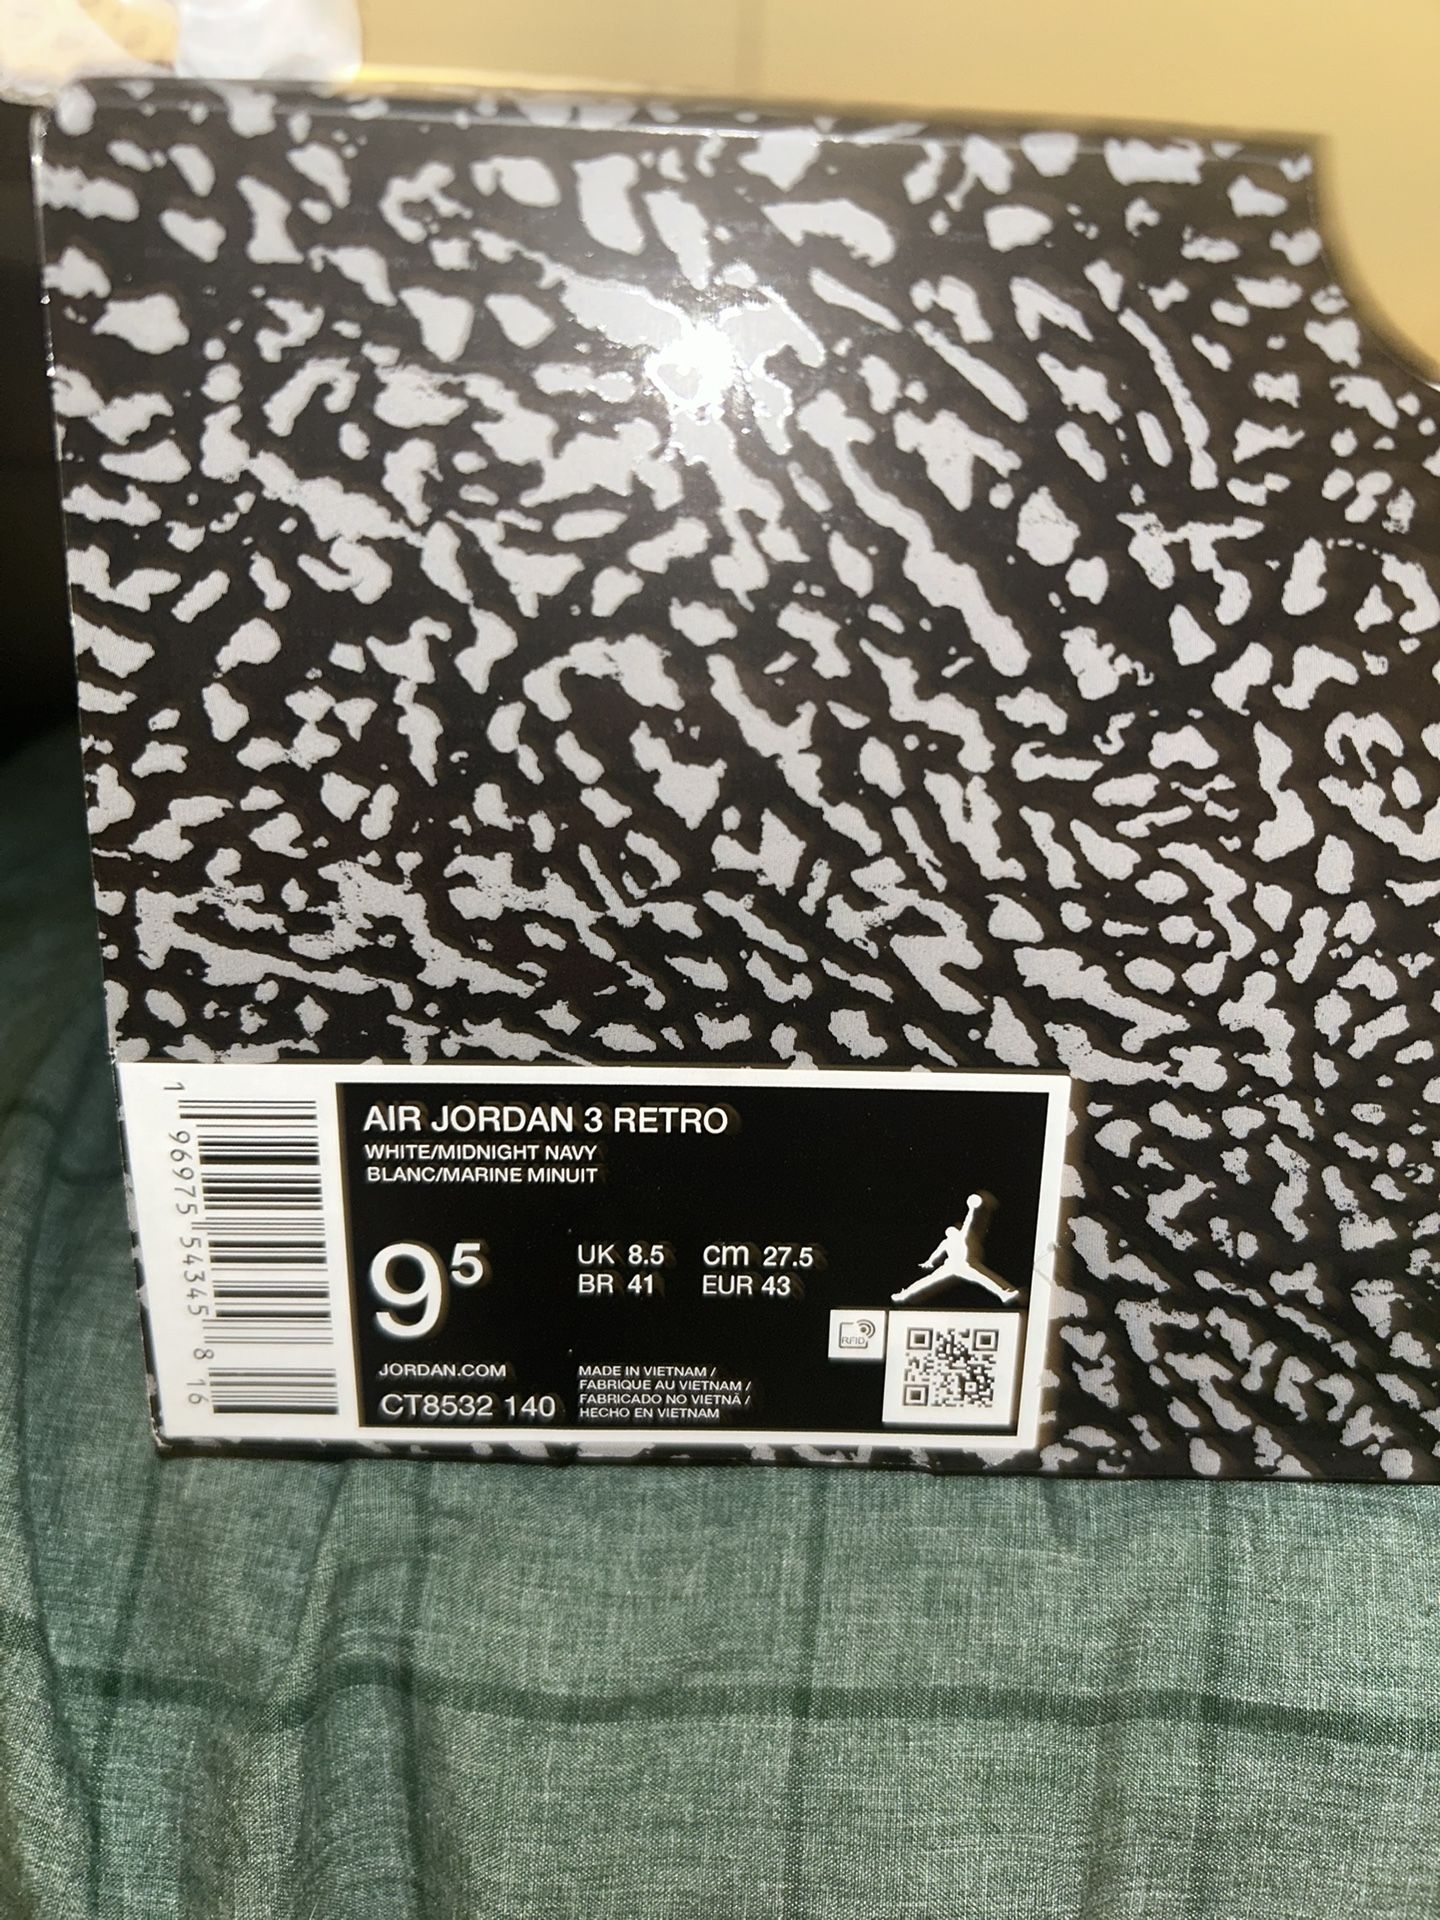 AIR JORDAN 3 RETRO
WHITE/MIDNIGHT NAVY
BLANC/MARINE MINUIT
9⁵
UK 8.5 cm 27.5
BR 41 EUR 43
RFID
JORDAN.COM
CT8532 140
MADE IN VIETNAM /
FABRIQUE AU VIETNAM /
FABRICADO NO VIETNÃ /
HECHO EN VIETNAM
1 96975 54345 8 16